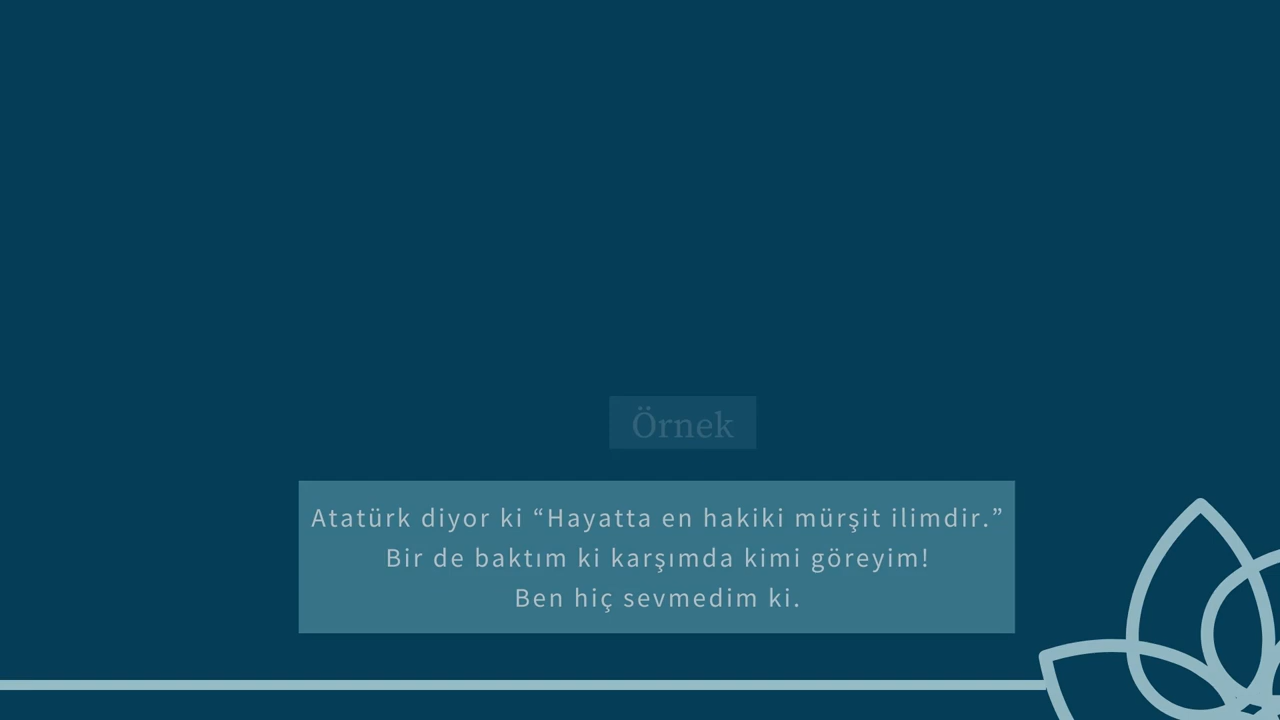 Örnek
Atatürk diyor ki “Hayatta en hakiki mürşit ilimdir.”
Bir de baktım ki karşımda kimi göreyim!
Ben hiç sevmedim ki.